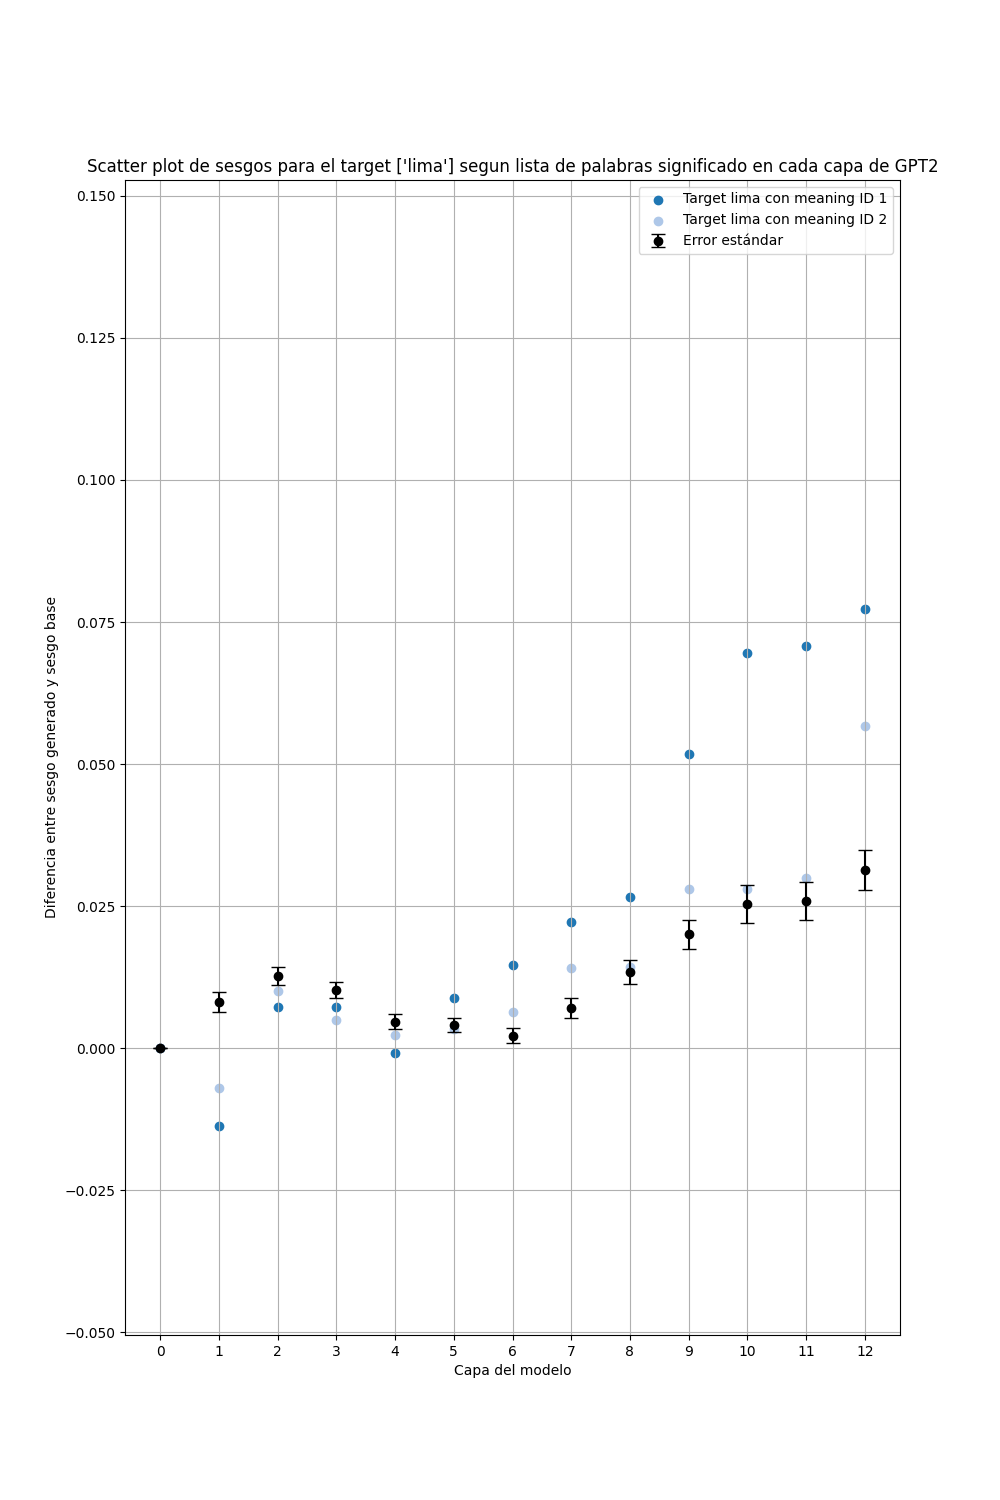 Scatter plot de sesgos para el target ['lima'] segun lista de palabras significado en cada capa de GPT2
Target lima con meaning ID 1
Target lima con meaning ID 2
Error estándar
0.150
0.125
0.100
0.075
0.050
0.025
0.000
−0.025
−0.050
Diferencia entre sesgo generado y sesgo base
0 1 2 3 4 5 6 7 8 9 10 11 12
Capa del modelo